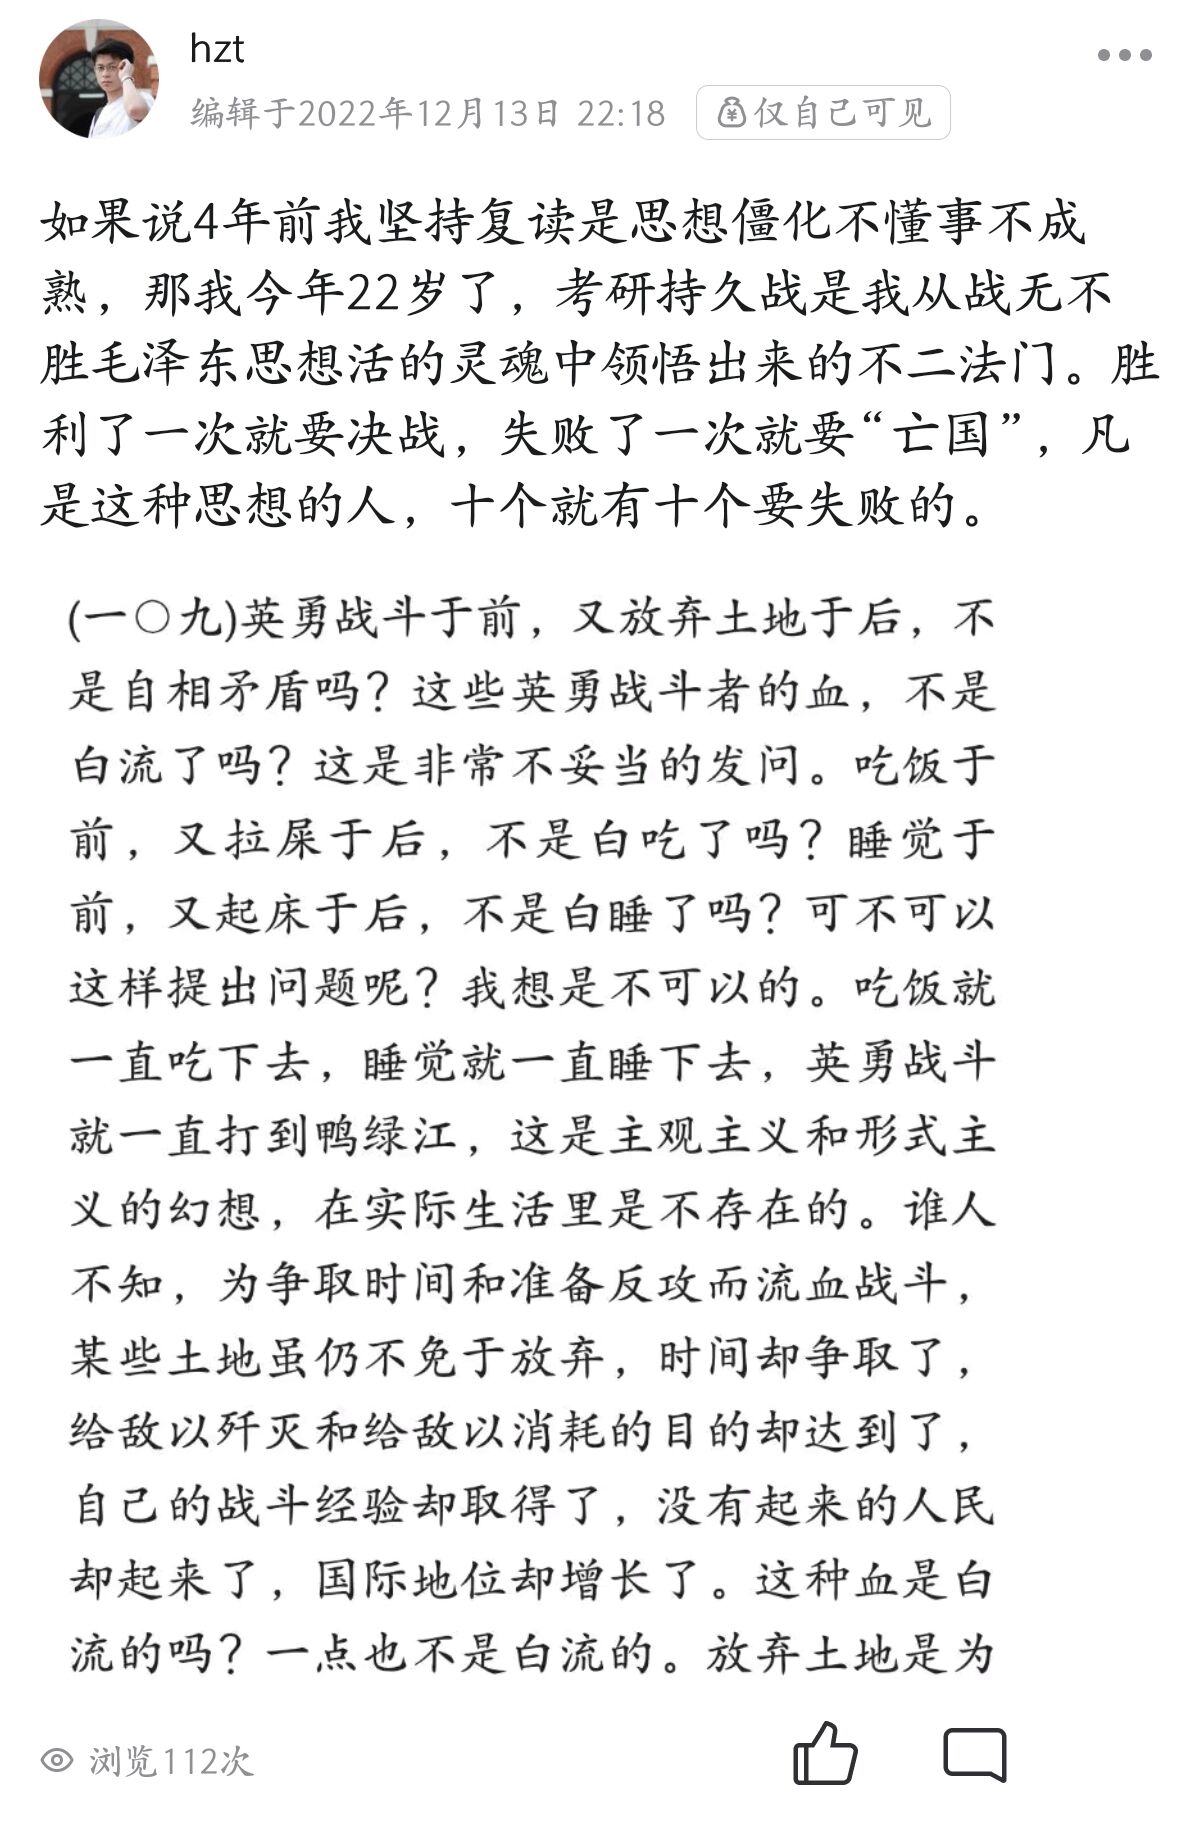 hzt
编辑于2022年12月13日 22:18 仅自己可见
如果说4年前我坚持复读是思想僵化不懂事不成
熟，那我今年22岁了，考研持久战是我从战无不
胜毛泽东思想活的灵魂中领悟出来的不二法门。胜
利了一次就要决战，失败了一次就要“亡国”，凡
是这种思想的人，十个就有十个要失败的。
(一〇九)英勇战斗于前，又放弃土地于后，不
是自相矛盾吗？这些英勇战斗者的血，不是
白流了吗？这是非常不妥当的发问。吃饭于
前，又拉屎于后，不是白吃了吗？睡觉于
前，又起床于后，不是白睡了吗？可不可以
这样提出问题呢？我想是不可以的。吃饭就
一直吃下去，睡觉就一直睡下去，英勇战斗
就一直打到鸭绿江，这是主观主义和形式主
义的幻想，在实际生活里是不存在的。谁人
不知，为争取时间和准备反攻而流血战斗，
某些土地虽仍不免于放弃，时间却争取了，
给敌以歼灭和给敌以消耗的目的却达到了，
自己的战斗经验却取得了，没有起来的人民
却起来了，国际地位却增长了。这种血是白
流的吗？一点也不是白流的。放弃土地是为
浏览112次